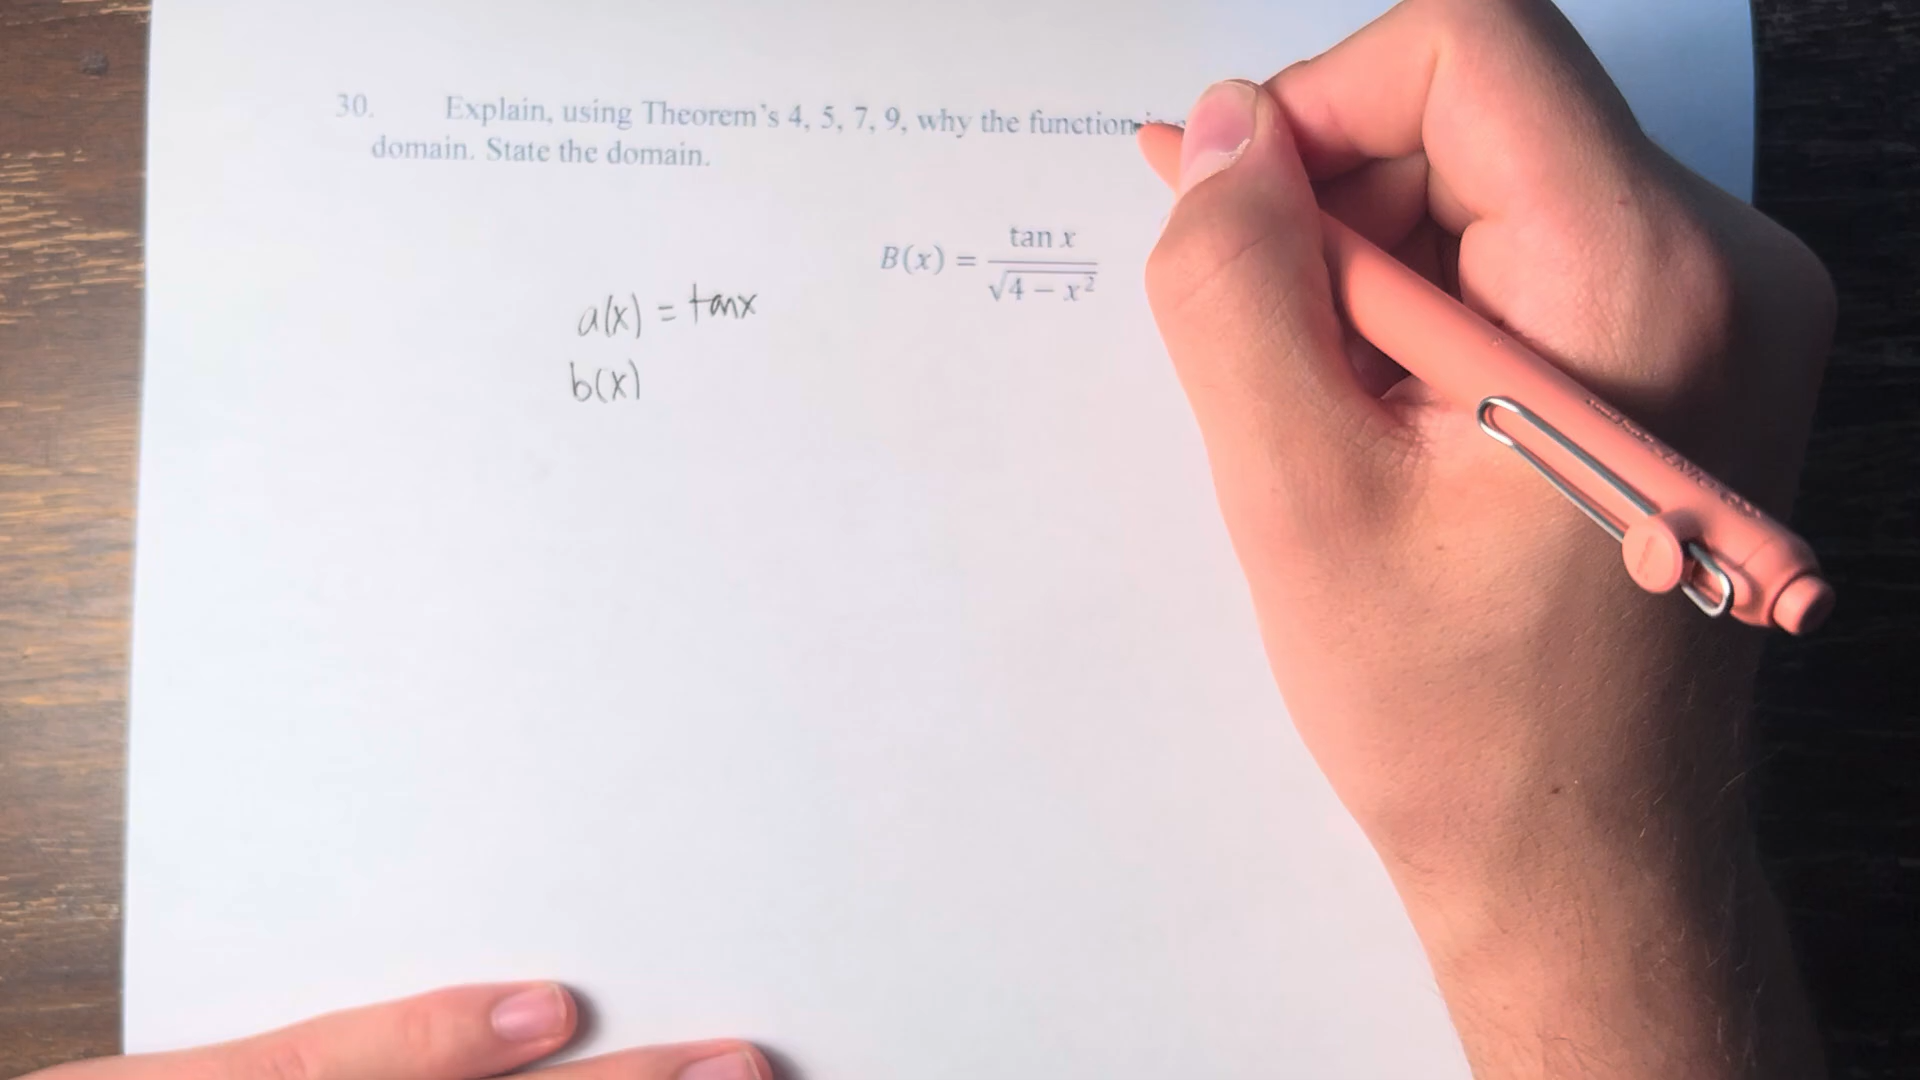 30. Explain, using Theorem's 4, 5, 7, 9, why the function is
domain. State the domain.
B(x) = tan x / √4 − x²
a(x) = tanx
b(x)